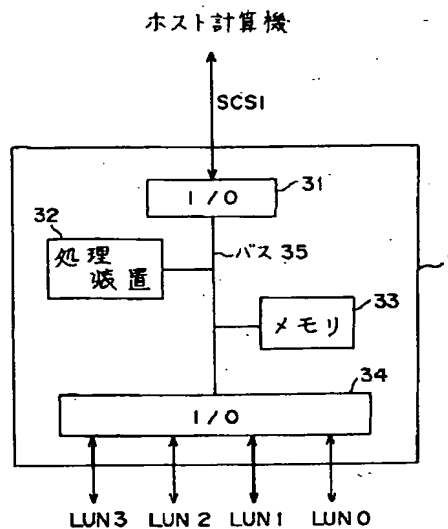 ホスト計算機
SCSI
31
I/O
32
処理
装置
バス 35
33
メモリ
34
I/O
LUN3 LUN2 LUN1 LUN0